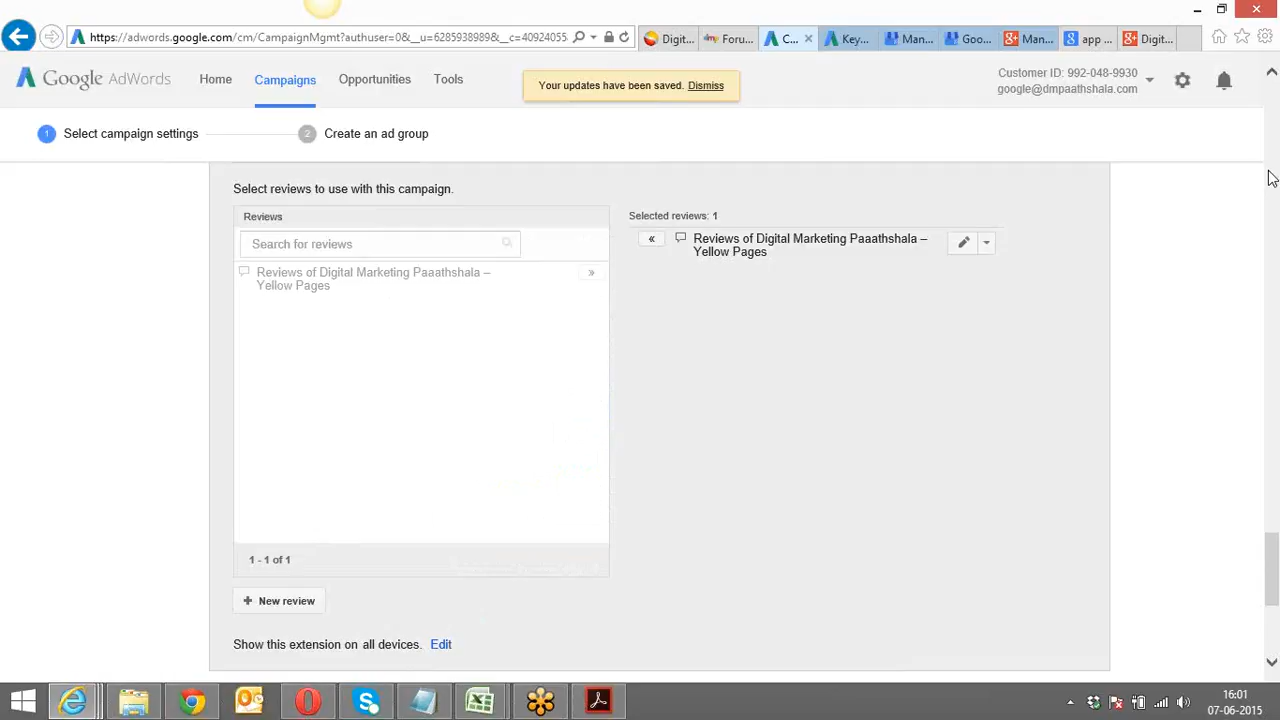 https://adwords.google.com/cm/CampaignMgmt?authuser=0&__u=6285938989&__c=40924055.
Digit...
Foru...
C...
Key...
Man...
Goo...
Man...
app ...
Digit...
Google AdWords
Home
Campaigns
Opportunities
Tools
Your updates have been saved. Dismiss
Customer ID: 992-048-9930
google@dmpaathshala.com
1 Select campaign settings
2 Create an ad group
Select reviews to use with this campaign.
Reviews
Search for reviews
Reviews of Digital Marketing Paaathshala –
Yellow Pages
»
1 - 1 of 1
+ New review
Show this extension on all devices. Edit
Selected reviews: 1
«
Reviews of Digital Marketing Paaathshala –
Yellow Pages
16:01
07-06-2015